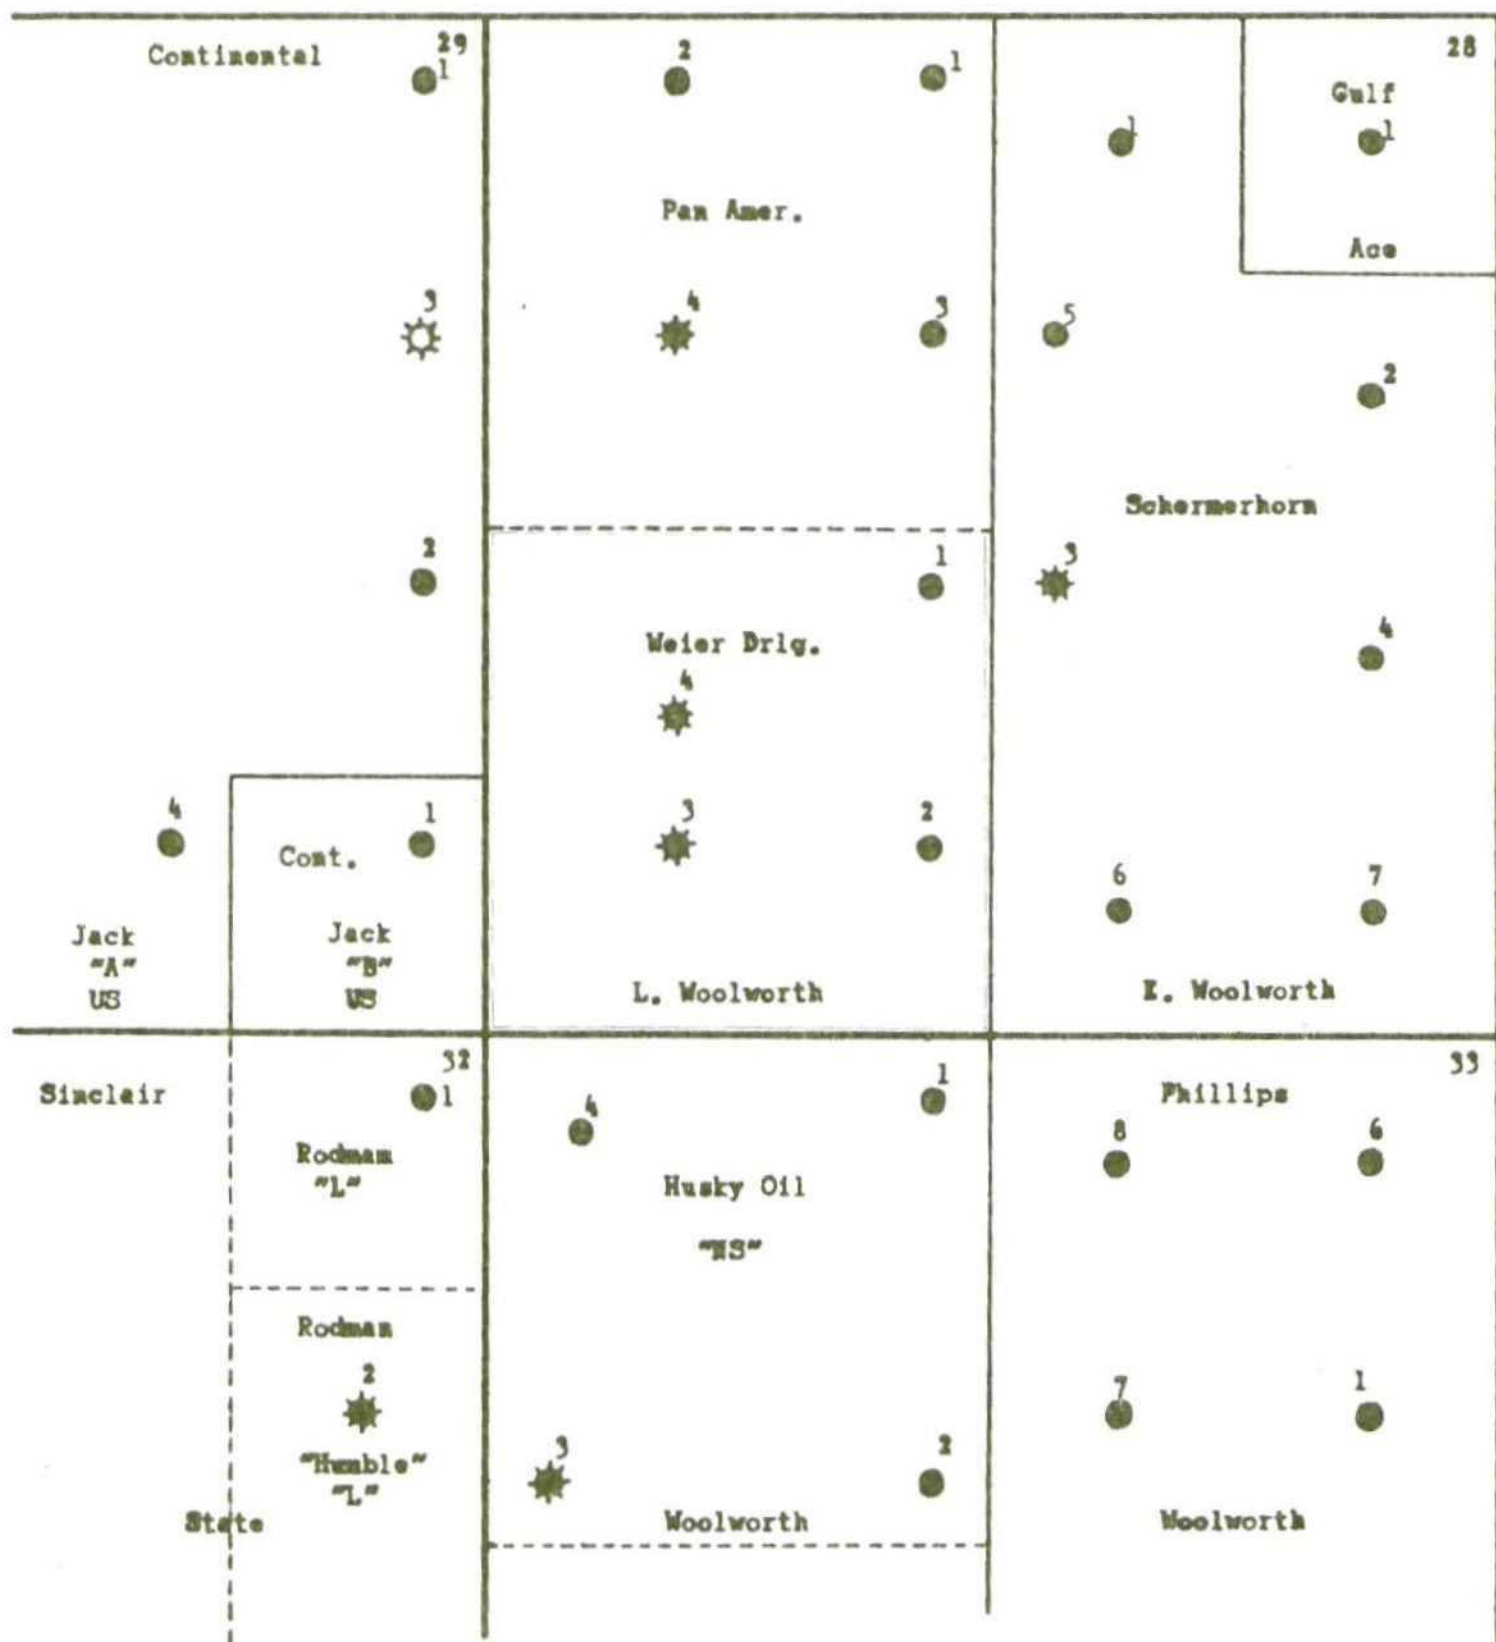 Continental
29
1
3
2
4
Cont.
1
Jack
"A"
US
Jack
"B"
US
2
1
Pan Amer.
4
3
1
Weier Drlg.
4
3
2
L. Woolworth
28
Gulf
1
1
Ace
5
2
Schermerhorn
3
4
6
7
E. Woolworth
Sinclair
32
1
Rodman
"L"
Rodman
2
"Humble"
"L"
State
1
4
Husky Oil
"NS"
3
2
Woolworth
33
Phillips
8
6
7
1
Woolworth